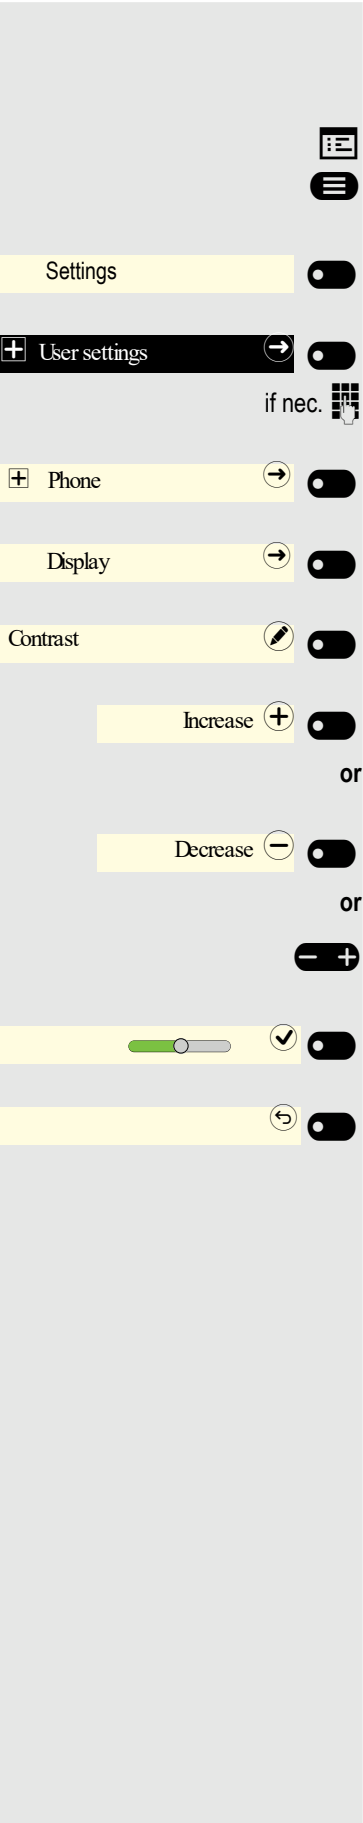 Settings
User settings
if nec.
Phone
Display
Contrast
Increase
or
Decrease
or